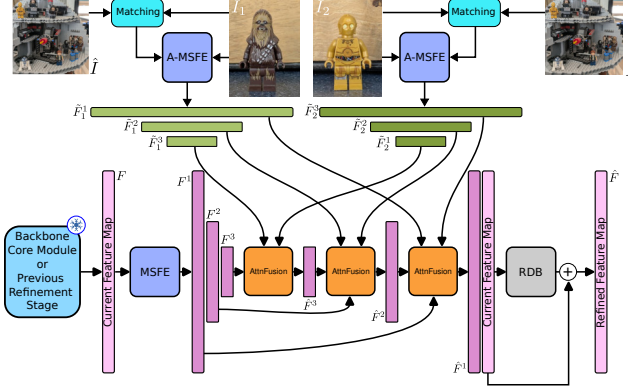 Matching
I₁
I₂
Matching
Î
A-MSFE
A-MSFE
F̃₁¹
F̃₁²
F̃₁³
F̃₂³
F̃₂²
F̃₂¹
F
F¹
F²
F³
F̂
Backbone
Core Module
or
Previous
Refinement
Stage
Current Feature Map
MSFE
AttnFusion
F̂³
AttnFusion
F̂²
AttnFusion
F̂¹
Current Feature Map
RDB
+
Refined Feature Map